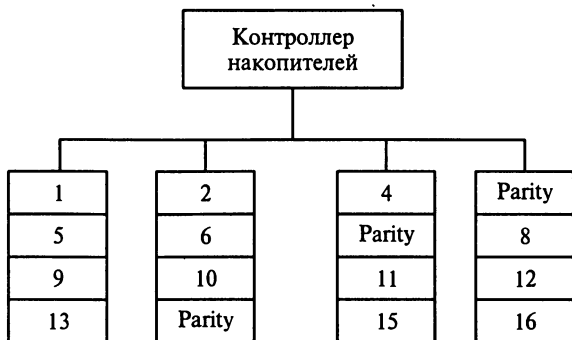 Контроллер
накопителей
1 2 4 Parity
5 6 Parity 8
9 10 11 12
13 Parity 15 16